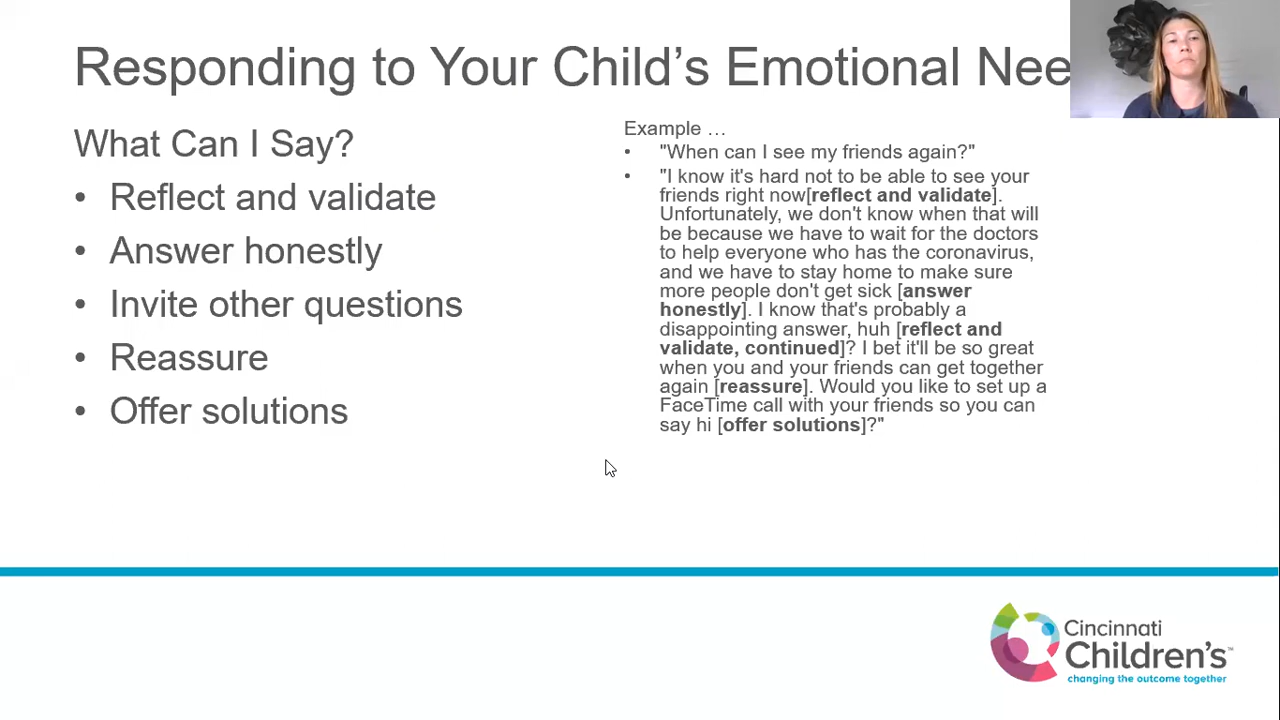 Responding to Your Child’s Emotional Nee
What Can I Say?
• Reflect and validate
• Answer honestly
• Invite other questions
• Reassure
• Offer solutions
Example …
• "When can I see my friends again?"
• "I know it's hard not to be able to see your
friends right now[reflect and validate].
Unfortunately, we don't know when that will
be because we have to wait for the doctors
to help everyone who has the coronavirus,
and we have to stay home to make sure
more people don't get sick [answer
honestly]. I know that's probably a
disappointing answer, huh [reflect and
validate, continued]? I bet it'll be so great
when you and your friends can get together
again [reassure]. Would you like to set up a
FaceTime call with your friends so you can
say hi [offer solutions]?"
Cincinnati
Children's™
changing the outcome together